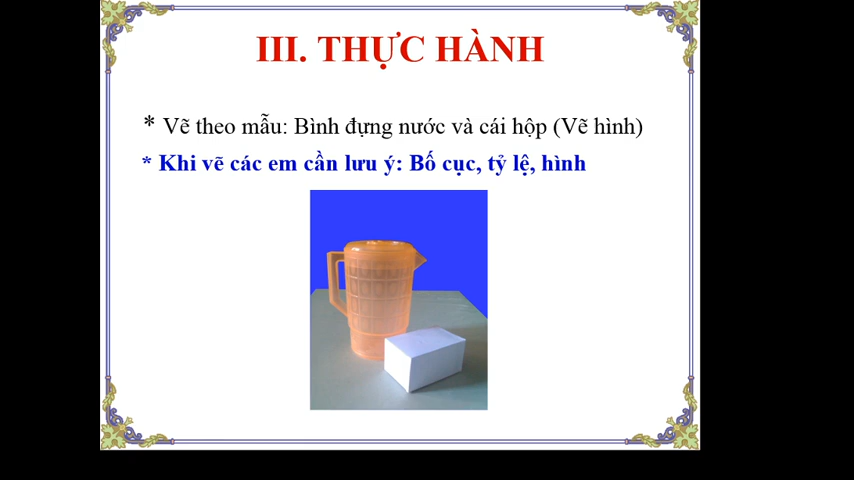 III. THỰC HÀNH
* Vẽ theo mẫu: Bình đựng nước và cái hộp (Vẽ hình)
* Khi vẽ các em cần lưu ý: Bố cục, tỷ lệ, hình